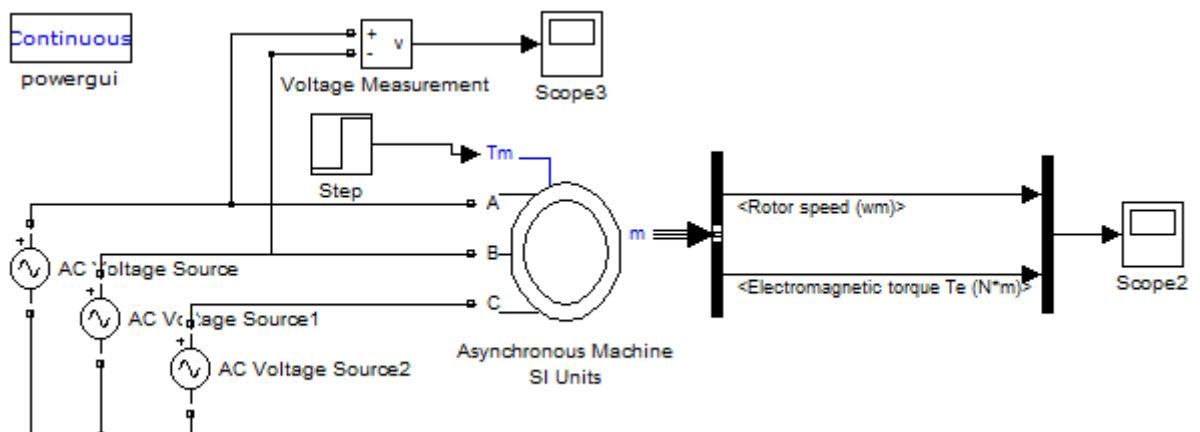 Continuous
powergui
+
-
v
Voltage Measurement
Scope3
Step
Tm
A
+
AC Voltage Source
B
+
AC Voltage Source1
C
+
AC Voltage Source2
m
Asynchronous Machine
SI Units
<Rotor speed (wm)>
<Electromagnetic torque Te (N*m)>
Scope2